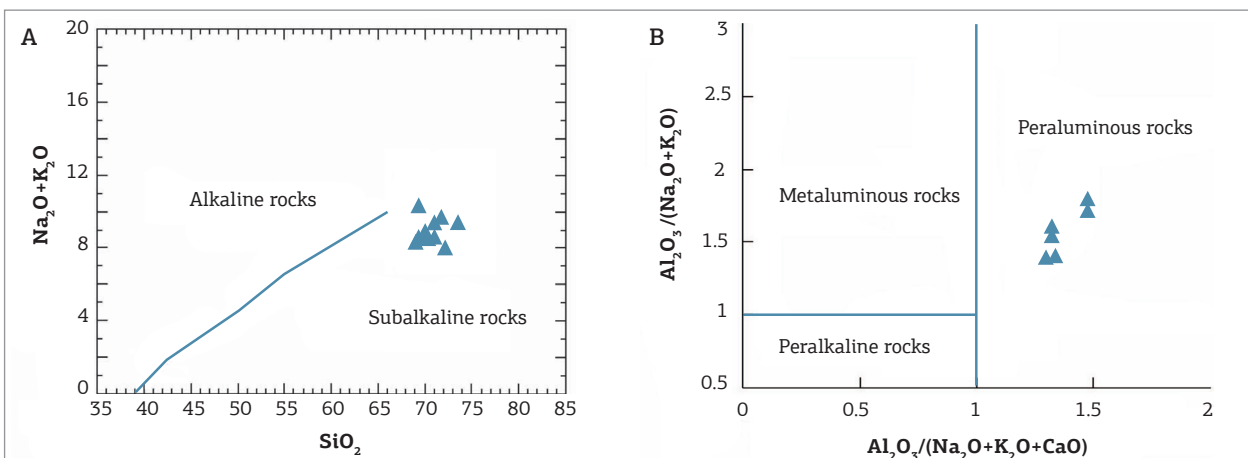 A
20
16
12
8
4
0
Na₂O+K₂O
Alkaline rocks
Subalkaline rocks
35 40 45 50 55 60 65 70 75 80 85
SiO₂
B
3
2.5
2
1.5
1
0.5
Al₂O₃/(Na₂O+K₂O)
Peraluminous rocks
Metaluminous rocks
Peralkaline rocks
0 0.5 1 1.5 2
Al₂O₃/(Na₂O+K₂O+CaO)